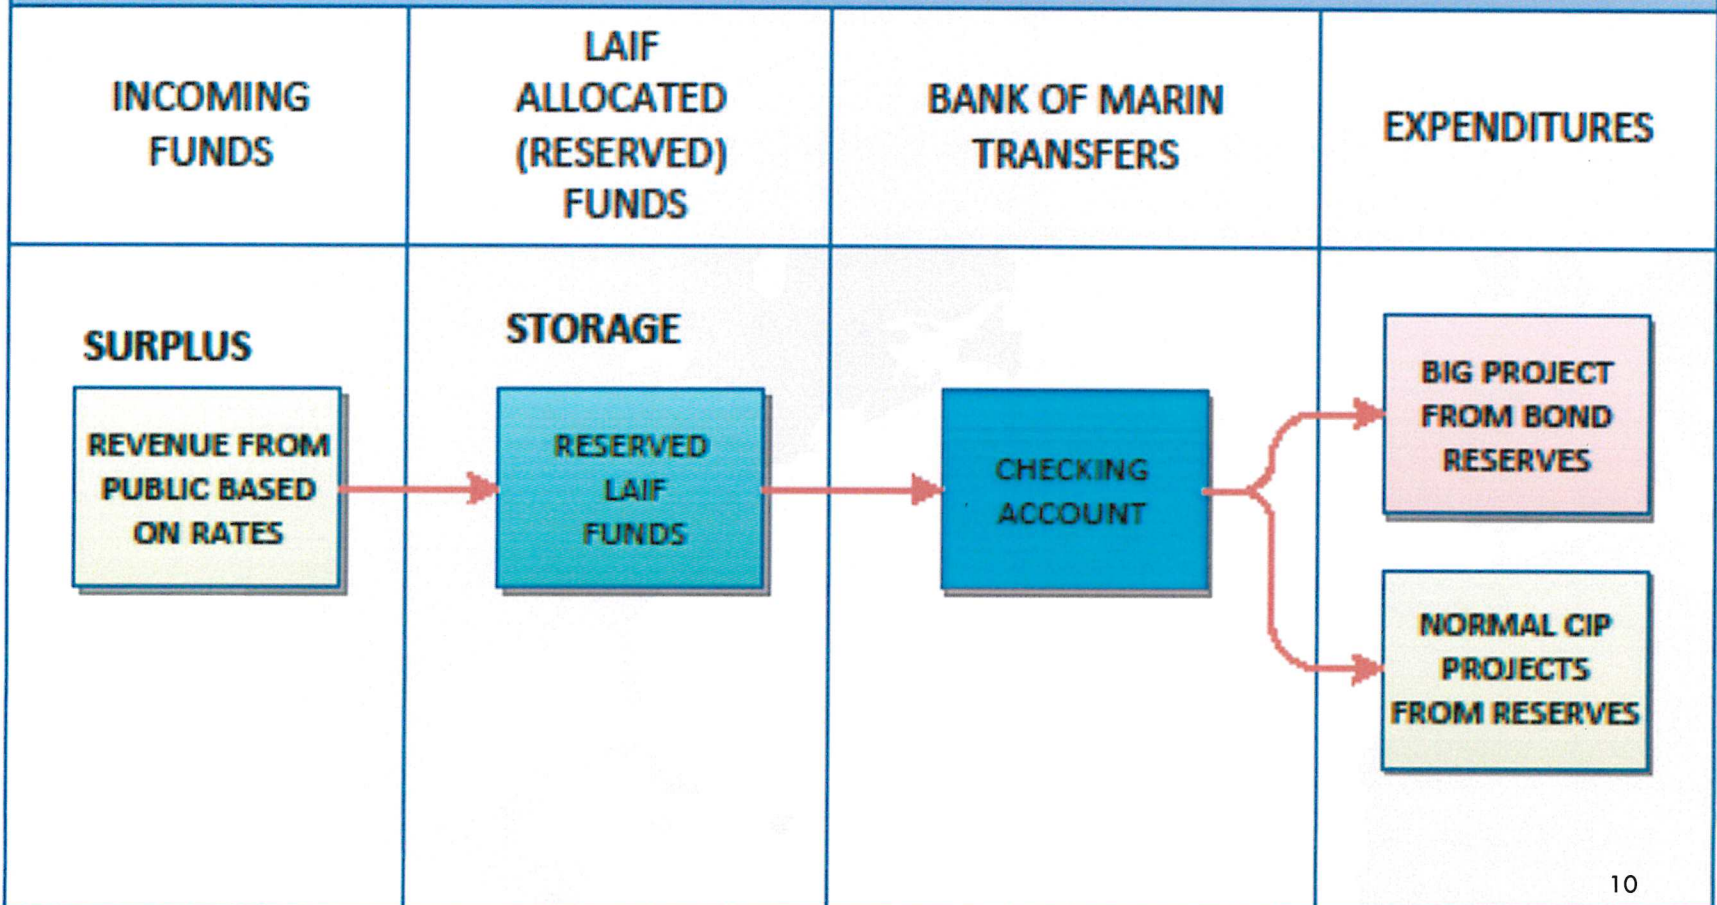 INCOMING
FUNDS
LAIF
ALLOCATED
(RESERVED)
FUNDS
BANK OF MARIN
TRANSFERS
EXPENDITURES
SURPLUS
REVENUE FROM
PUBLIC BASED
ON RATES
STORAGE
RESERVED
LAIF
FUNDS
CHECKING
ACCOUNT
BIG PROJECT
FROM BOND
RESERVES
NORMAL CIP
PROJECTS
FROM RESERVES
10